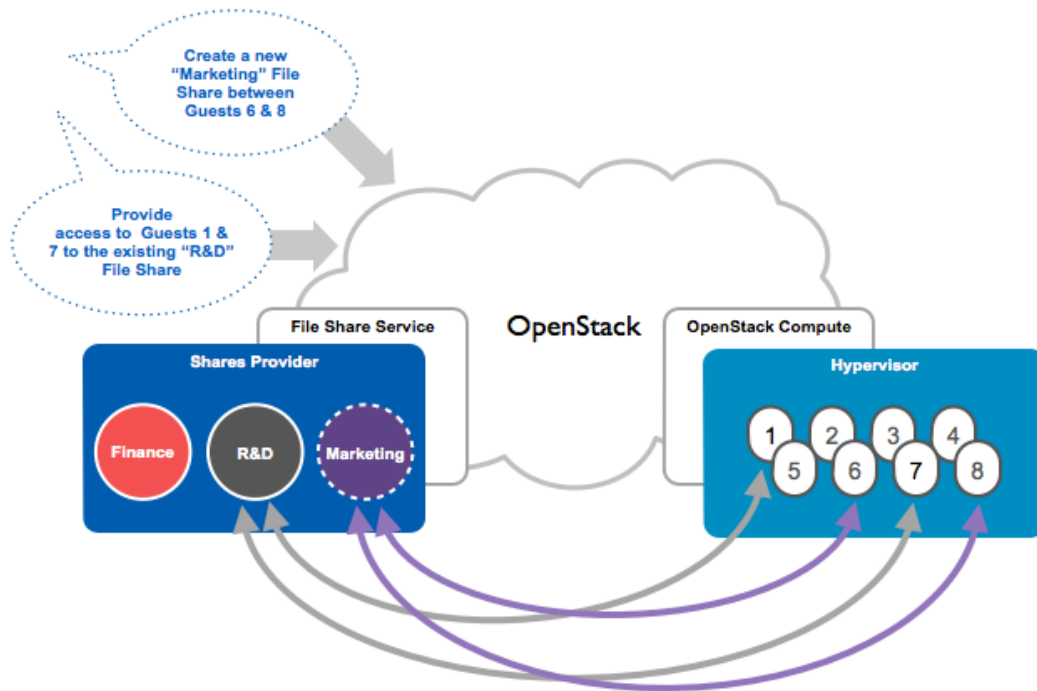 Create a new
“Marketing” File
Share between
Guests 6 & 8
Provide
access to Guests 1 &
7 to the existing “R&D”
File Share
File Share Service
OpenStack
OpenStack Compute
Shares Provider
Hypervisor
Finance
R&D
Marketing
1
2
3
4
5
6
7
8